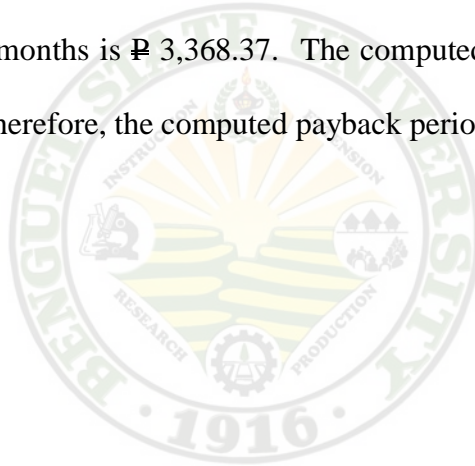 months is ₱ 3,368.37. The computed
herefore, the computed payback perio
BENGUET STATE UNIVERSITY
INSTRUCTION
EXTENSION
RESEARCH
PRODUCTION
· 1916 ·